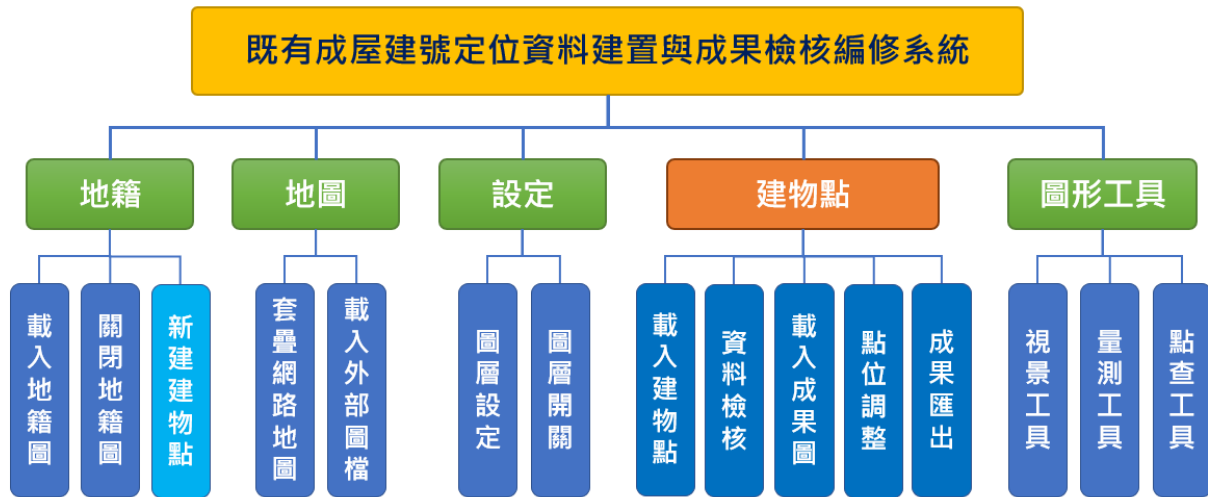 既有成屋建號定位資料建置與成果檢核編修系統
地籍
地圖
設定
建物點
圖形工具
載入地籍圖
關閉地籍圖
新建建物點
套疊網路地圖
載入外部圖檔
圖層設定
圖層開關
載入建物點
資料檢核
載入成果圖
點位調整
成果匯出
視景工具
量測工具
點查工具